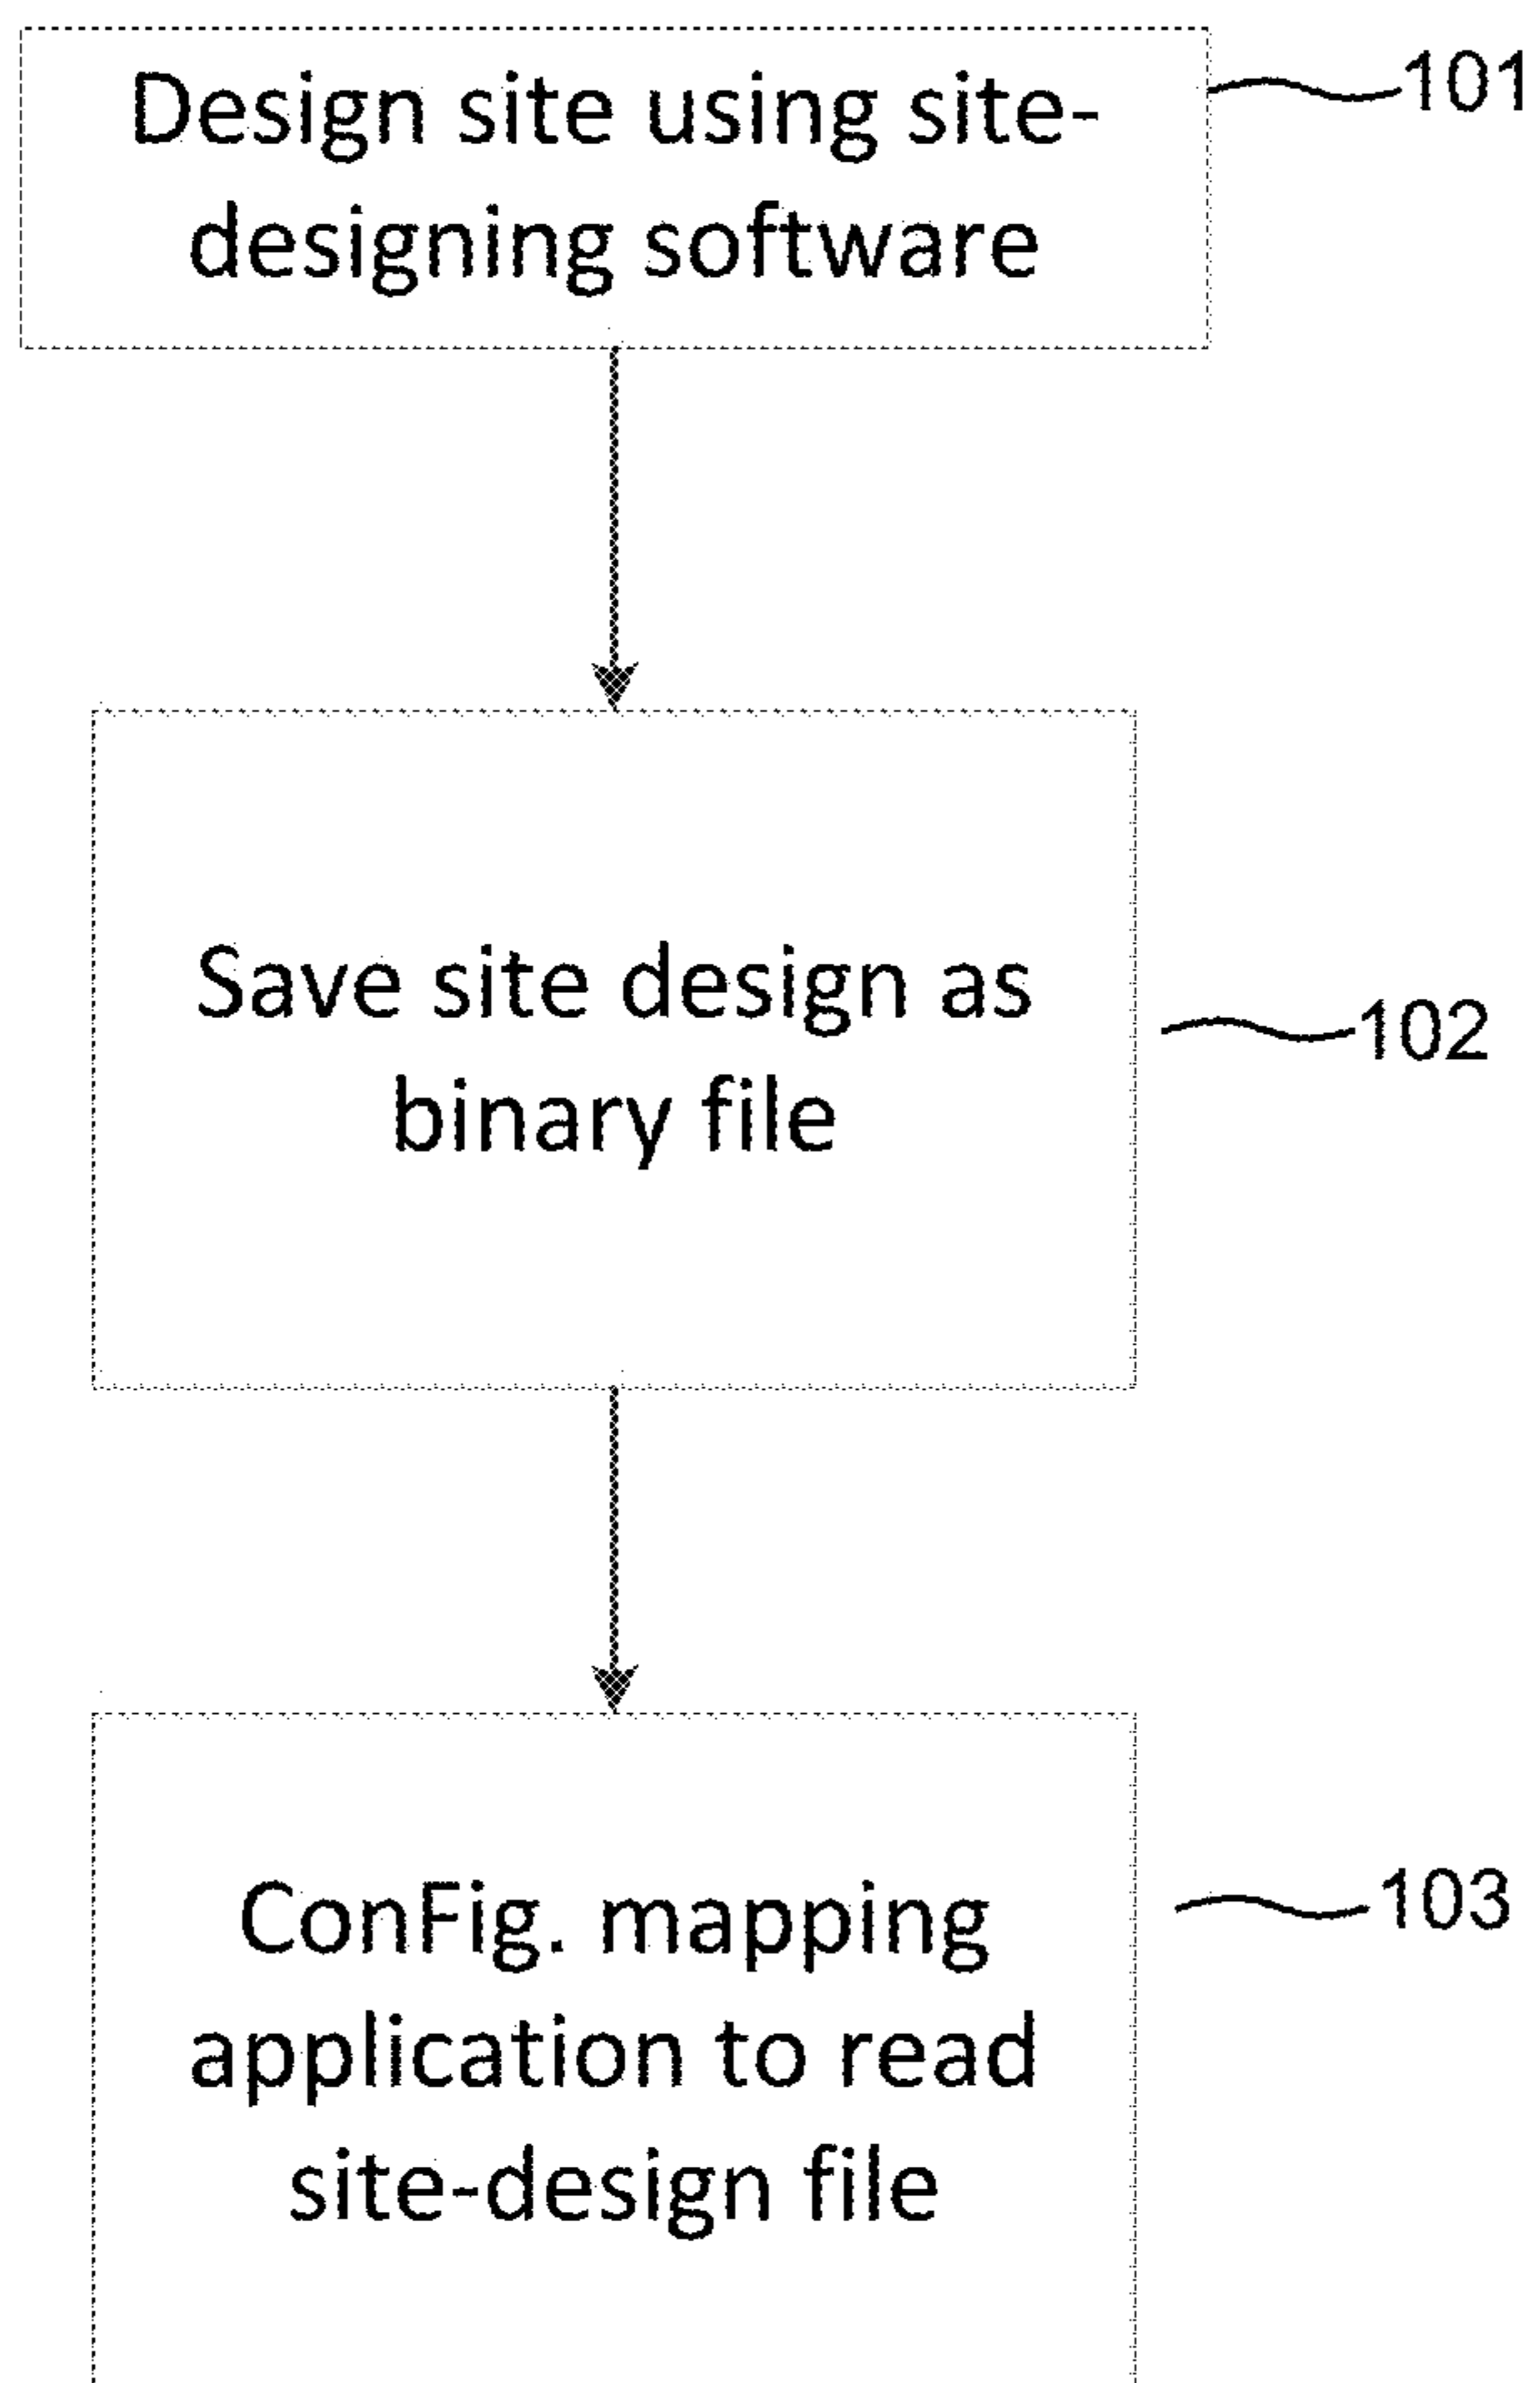 Design site using site-
designing software
101
Save site design as
binary file
102
ConFig. mapping
application to read
site-design file
103